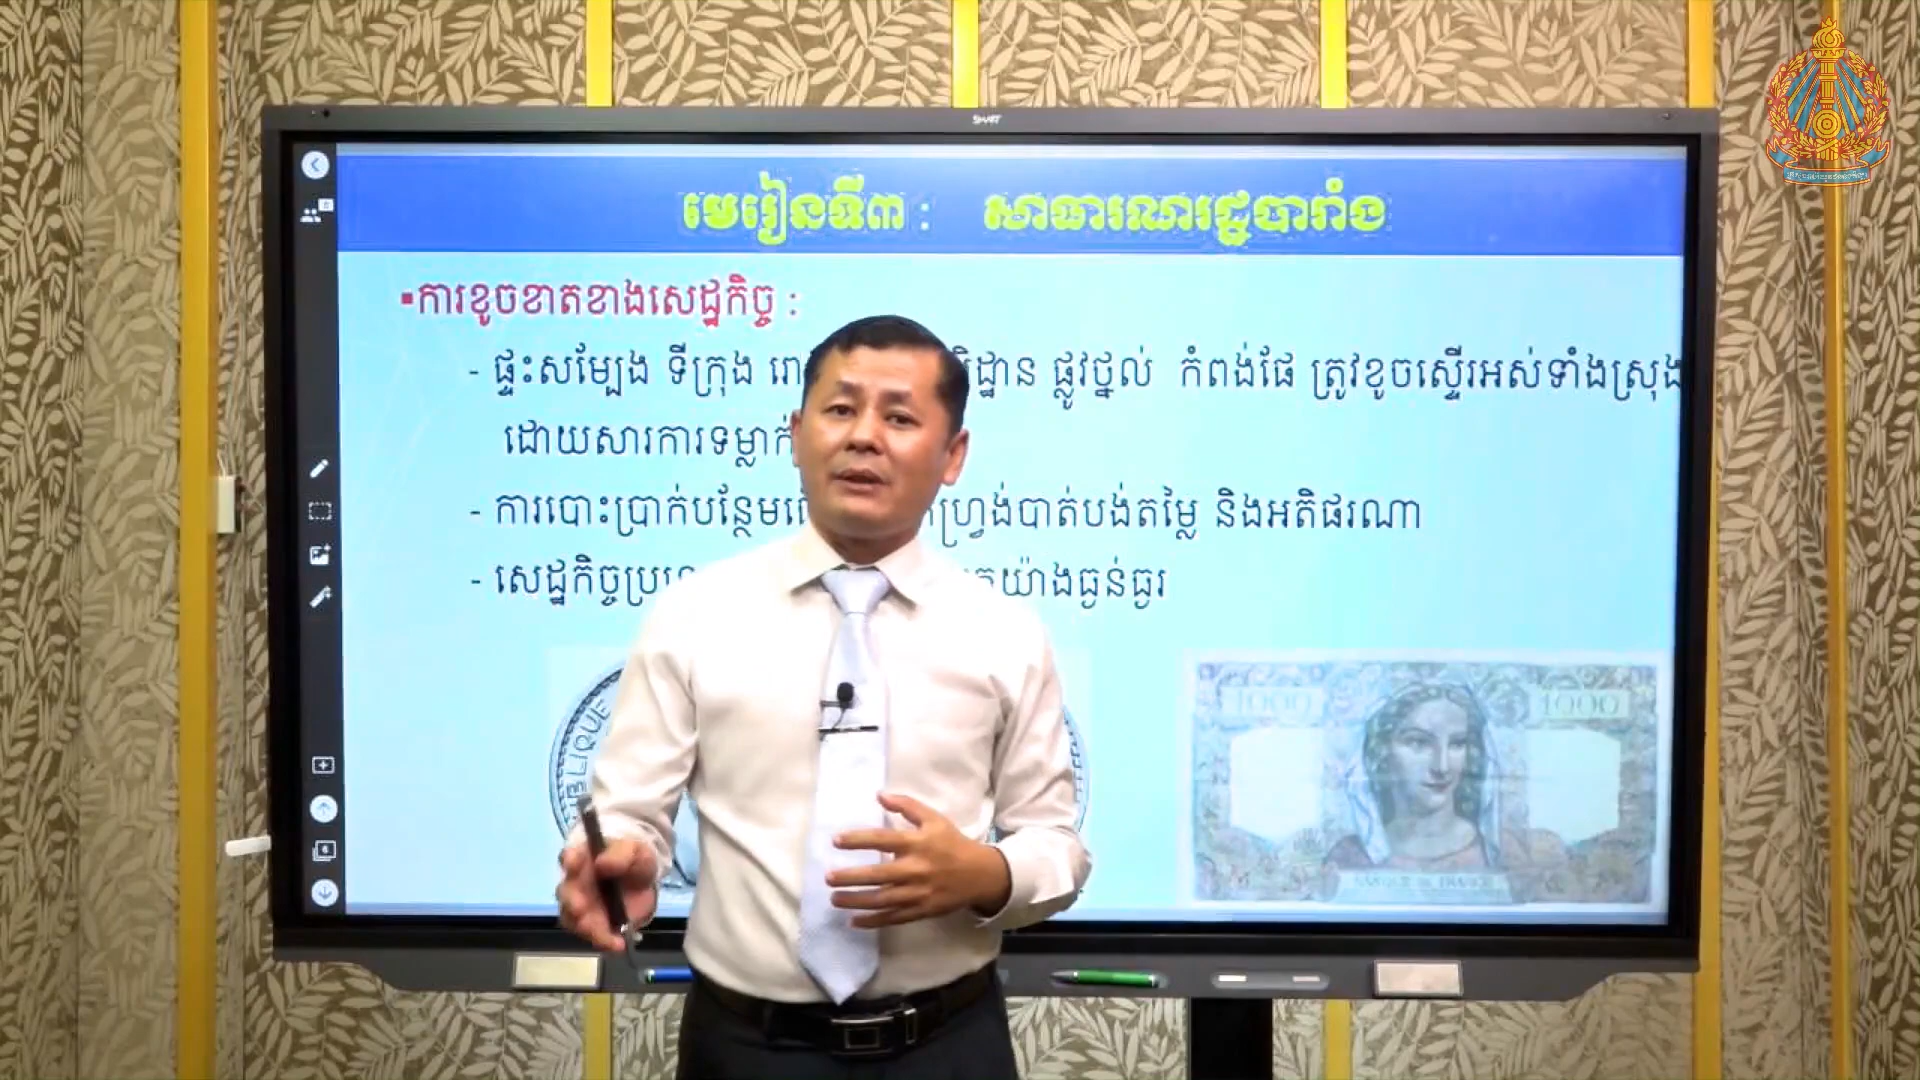 SMART
មេរៀនទី៣ : សាធារណរដ្ឋបារាំង
▪ការខូចខាតខាងសេដ្ឋកិច្ច :
- ផ្ទះសម្បែង ទីក្រុង ផ្លូវថ្នល់ កំពង់ផែ ត្រូវខូចស្ទើរអស់ទាំងស្រុង
ដោយសារការទម្លាក់
- ការបោះប្រាក់បន្ថែម ហ្វ្រង់បាត់បង់តម្លៃ និងអតិផរណា
- សេដ្ឋកិច្ច យ៉ាងធ្ងន់ធ្ងរ
1000 1000
BANQUE DE FRANCE